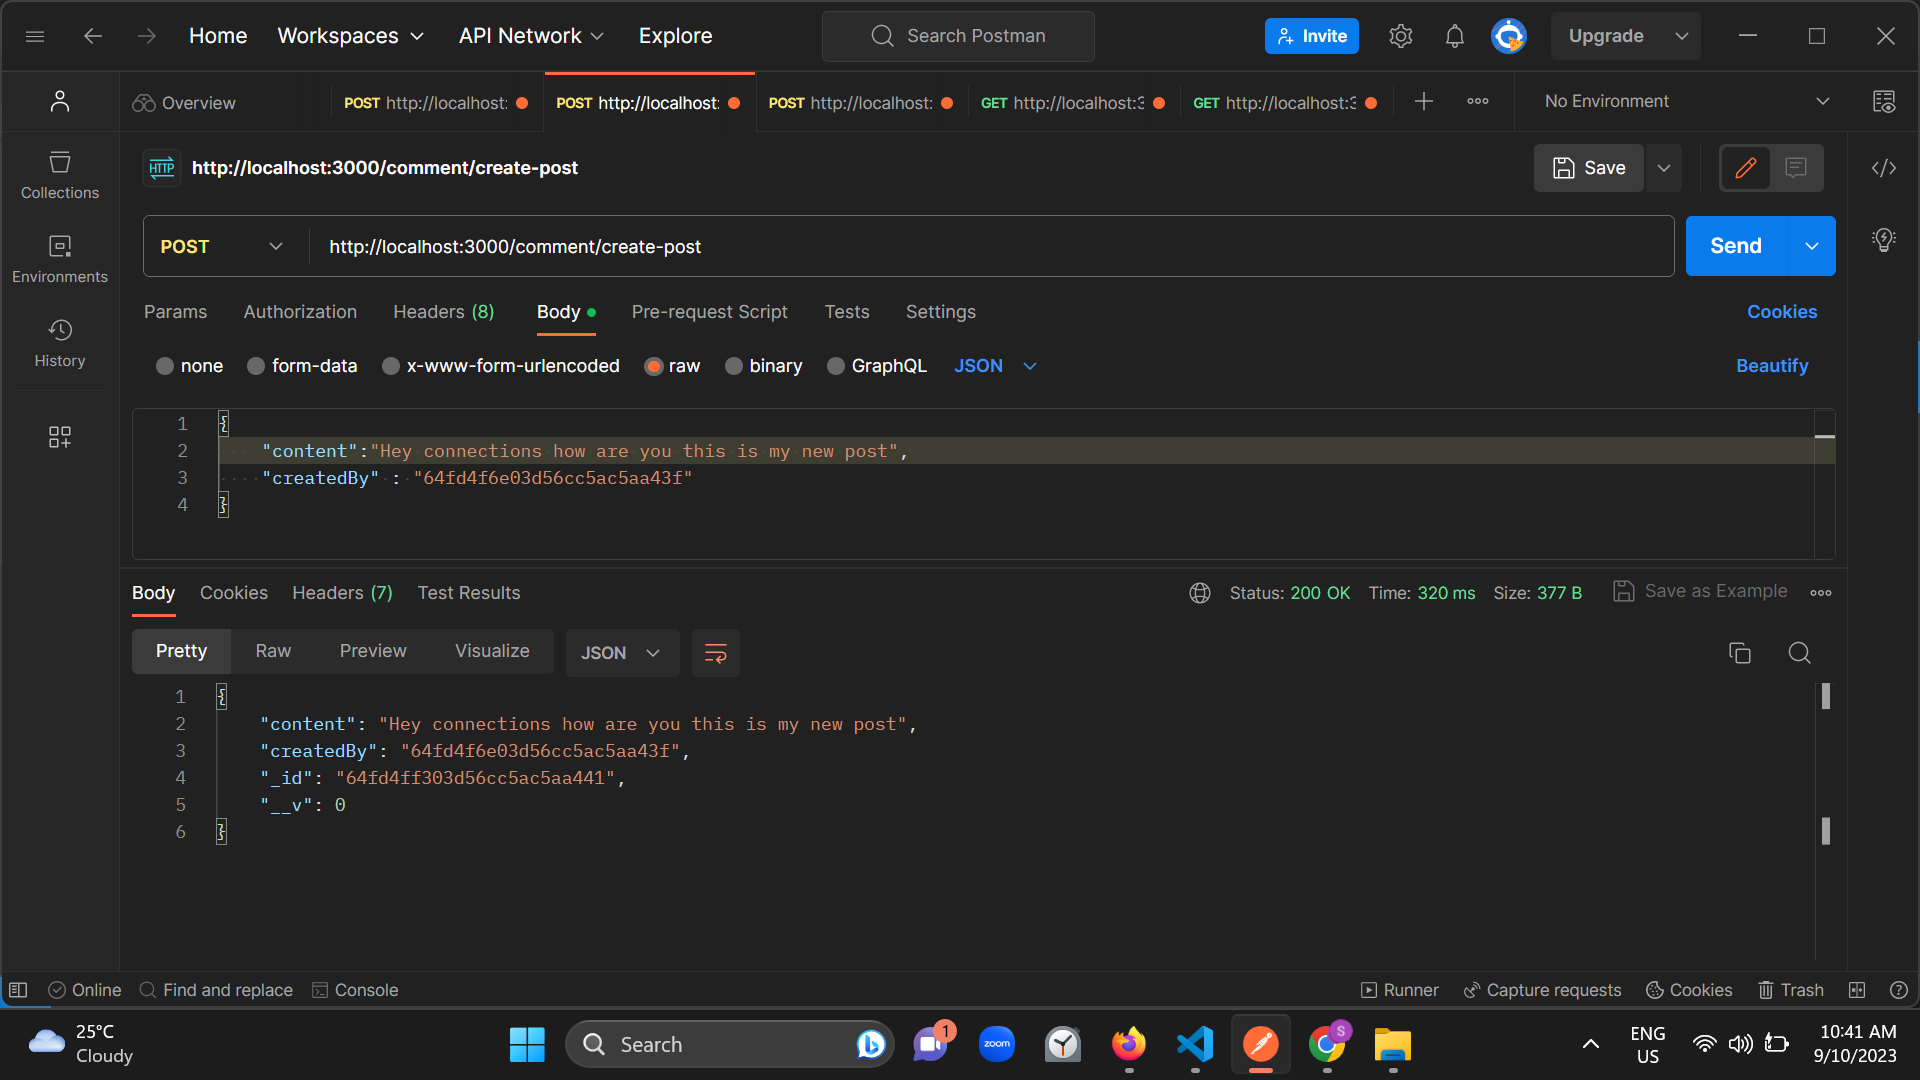 Home Workspaces API Network Explore Search Postman Invite Upgrade
Overview POST http://localhost: POST http://localhost: POST http://localhost: GET http://localhost:3 GET http://localhost:3 No Environment
HTTP http://localhost:3000/comment/create-post Save
Collections
Environments
History
POST http://localhost:3000/comment/create-post Send
Params Authorization Headers (8) Body Pre-request Script Tests Settings Cookies
none form-data x-www-form-urlencoded raw binary GraphQL JSON Beautify
1 {
2 "content":"Hey connections how are you this is my new post",
3 "createdBy" : "64fd4f6e03d56cc5ac5aa43f"
4 }
Body Cookies Headers (7) Test Results Status: 200 OK Time: 320 ms Size: 377 B Save as Example
Pretty Raw Preview Visualize JSON
1 {
2 "content": "Hey connections how are you this is my new post",
3 "createdBy": "64fd4f6e03d56cc5ac5aa43f",
4 "_id": "64fd4ff303d56cc5ac5aa441",
5 "__v": 0
6 }
Online Find and replace Console Runner Capture requests Cookies Trash
25°C
Cloudy
Search
1
zoom
S
ENG
US
10:41 AM
9/10/2023